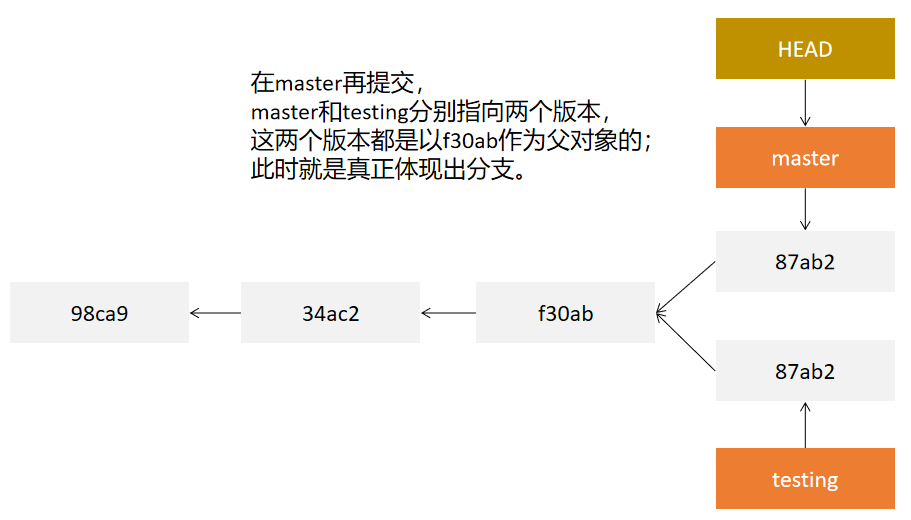 HEAD
在master再提交，
master和testing分别指向两个版本，
这两个版本都是以f30ab作为父对象的；
此时就是真正体现出分支。
master
87ab2
98ca9
34ac2
f30ab
87ab2
testing